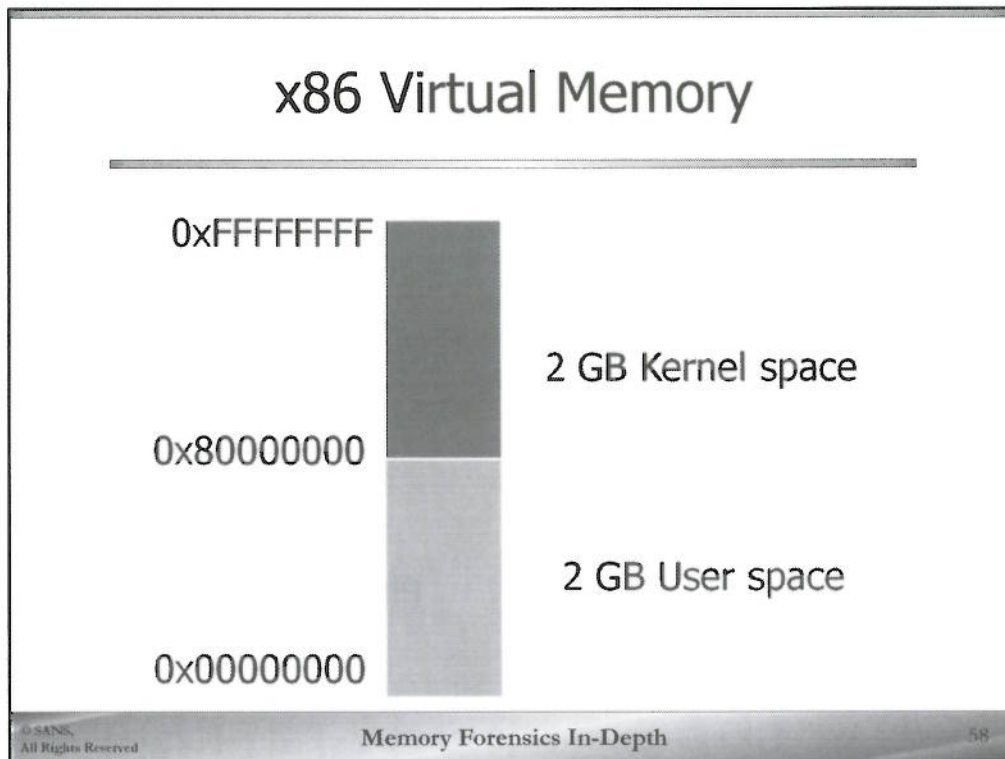 x86 Virtual Memory
0xFFFFFFFF
2 GB Kernel space
0x80000000
2 GB User space
0x00000000
© SANS,
All Rights Reserved
Memory Forensics In-Depth
58